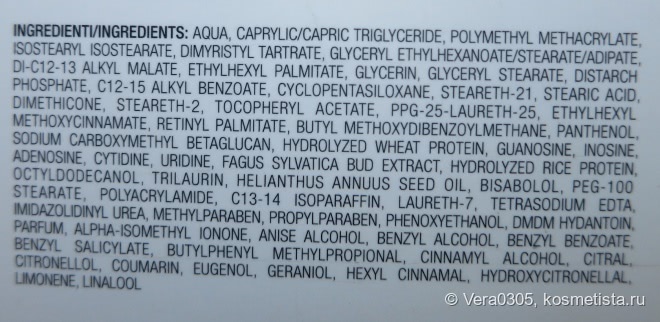 INGREDIENTI/INGREDIENTS: AQUA, CAPRYLIC/CAPRIC TRIGLYCERIDE, POLYMETHYL METHACRYLATE,
ISOSTEARYL ISOSTEARATE, DIMYRISTYL TARTRATE, GLYCERYL ETHYLHEXANOATE/STEARATE/ADIPATE,
DI-C12-13 ALKYL MALATE, ETHYLHEXYL PALMITATE, GLYCERIN, GLYCERYL STEARATE, DISTARCH
PHOSPHATE, C12-15 ALKYL BENZOATE, CYCLOPENTASILOXANE, STEARETH-21, STEARIC ACID,
DIMETHICONE, STEARETH-2, TOCOPHERYL ACETATE, PPG-25-LAURETH-25, ETHYLHEXYL
METHOXYCINNAMATE, RETINYL PALMITATE, BUTYL METHOXYDIBENZOYLMETHANE, PANTHENOL,
SODIUM CARBOXYMETHYL BETAGLUCAN, HYDROLYZED WHEAT PROTEIN, GUANOSINE, INOSINE,
ADENOSINE, CYTIDINE, URIDINE, FAGUS SYLVATICA BUD EXTRACT, HYDROLYZED RICE PROTEIN,
OCTYLDODECANOL, TRILAURIN, HELIANTHUS ANNUUS SEED OIL, BISABOLOL, PEG-100
STEARATE, POLYACRYLAMIDE, C13-14 ISOPARAFFIN, LAURETH-7, TETRASODIUM EDTA,
IMIDAZOLIDINYL UREA, METHYLPARABEN, PROPYLPARABEN, PHENOXYETHANOL, DMDM HYDANTOIN,
PARFUM, ALPHA-ISOMETHYL IONONE, ANISE ALCOHOL, BENZYL ALCOHOL, BENZYL BENZOATE,
BENZYL SALICYLATE, BUTYLPHENYL METHYLPROPIONAL, CINNAMYL ALCOHOL, CITRAL,
CITRONELLOL, COUMARIN, EUGENOL, GERANIOL, HEXYL CINNAMAL, HYDROXYCITRONELLAL,
LIMONENE, LINALOOL
© Vera0305, kosmetista.ru